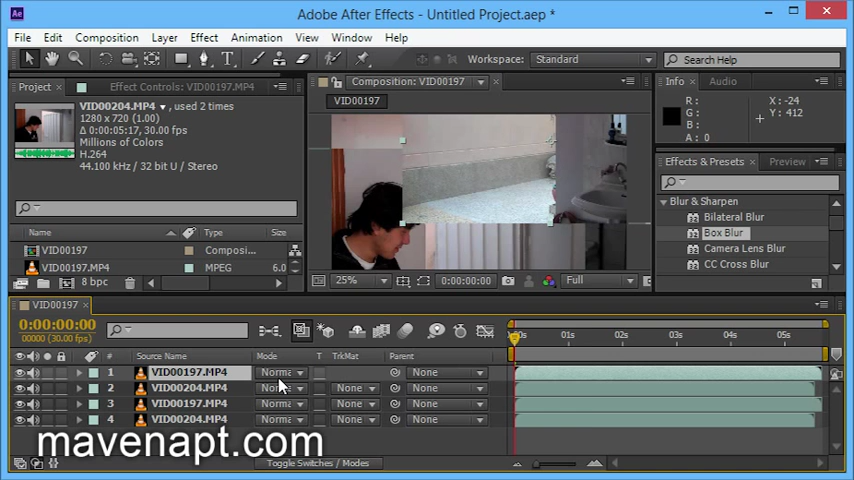 Ae Adobe After Effects - Untitled Project.aep *
File Edit Composition Layer Effect Animation View Window Help
Workspace: Standard Search Help
Project Effect Controls: VID00197.MP4 Composition: VID00197 Info Audio
VID00204.MP4 , used 2 times
1280 x 720 (1.00)
Δ 0:00:05:17, 30.00 fps
Millions of Colors
H.264
44.100 kHz / 32 bit U / Stereo
VID00197
R : X : -24
G : Y : 412
B :
A : 0
Effects & Presets Preview
Blur & Sharpen
Bilateral Blur
Box Blur
Camera Lens Blur
CC Cross Blur
Name Type Size
VID00197 Composi...
VID00197.MP4 MPEG 6.0
8 bpc
25% 0:00:00:00 Full
VID00197
0:00:00:00
00000 (30.00 fps)
01s 02s 03s 04s 05s
# Source Name Mode T TrkMat Parent
1 VID00197.MP4 Norma None
2 VID00204.MP4 Norma None None
3 VID00197.MP4 Norma None None
4 VID00204.MP4 Norma None None
mavenapt.com
Toggle Switches / Modes